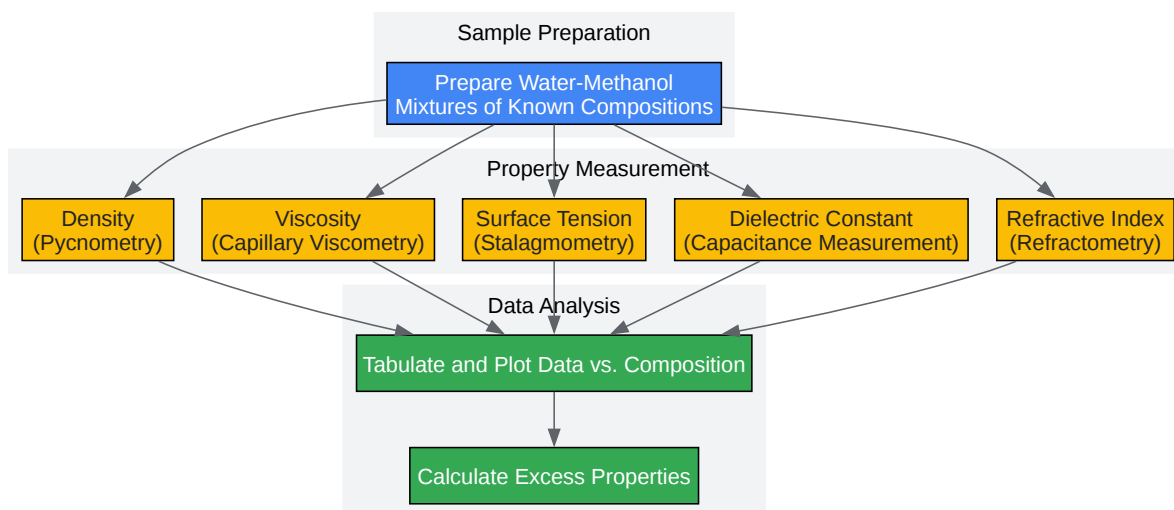 Sample Preparation
Prepare Water-Methanol
Mixtures of Known Compositions
Property Measurement
Density
(Pycnometry)
Viscosity
(Capillary Viscometry)
Surface Tension
(Stalagmometry)
Dielectric Constant
(Capacitance Measurement)
Refractive Index
(Refractometry)
Data Analysis
Tabulate and Plot Data vs. Composition
Calculate Excess Properties